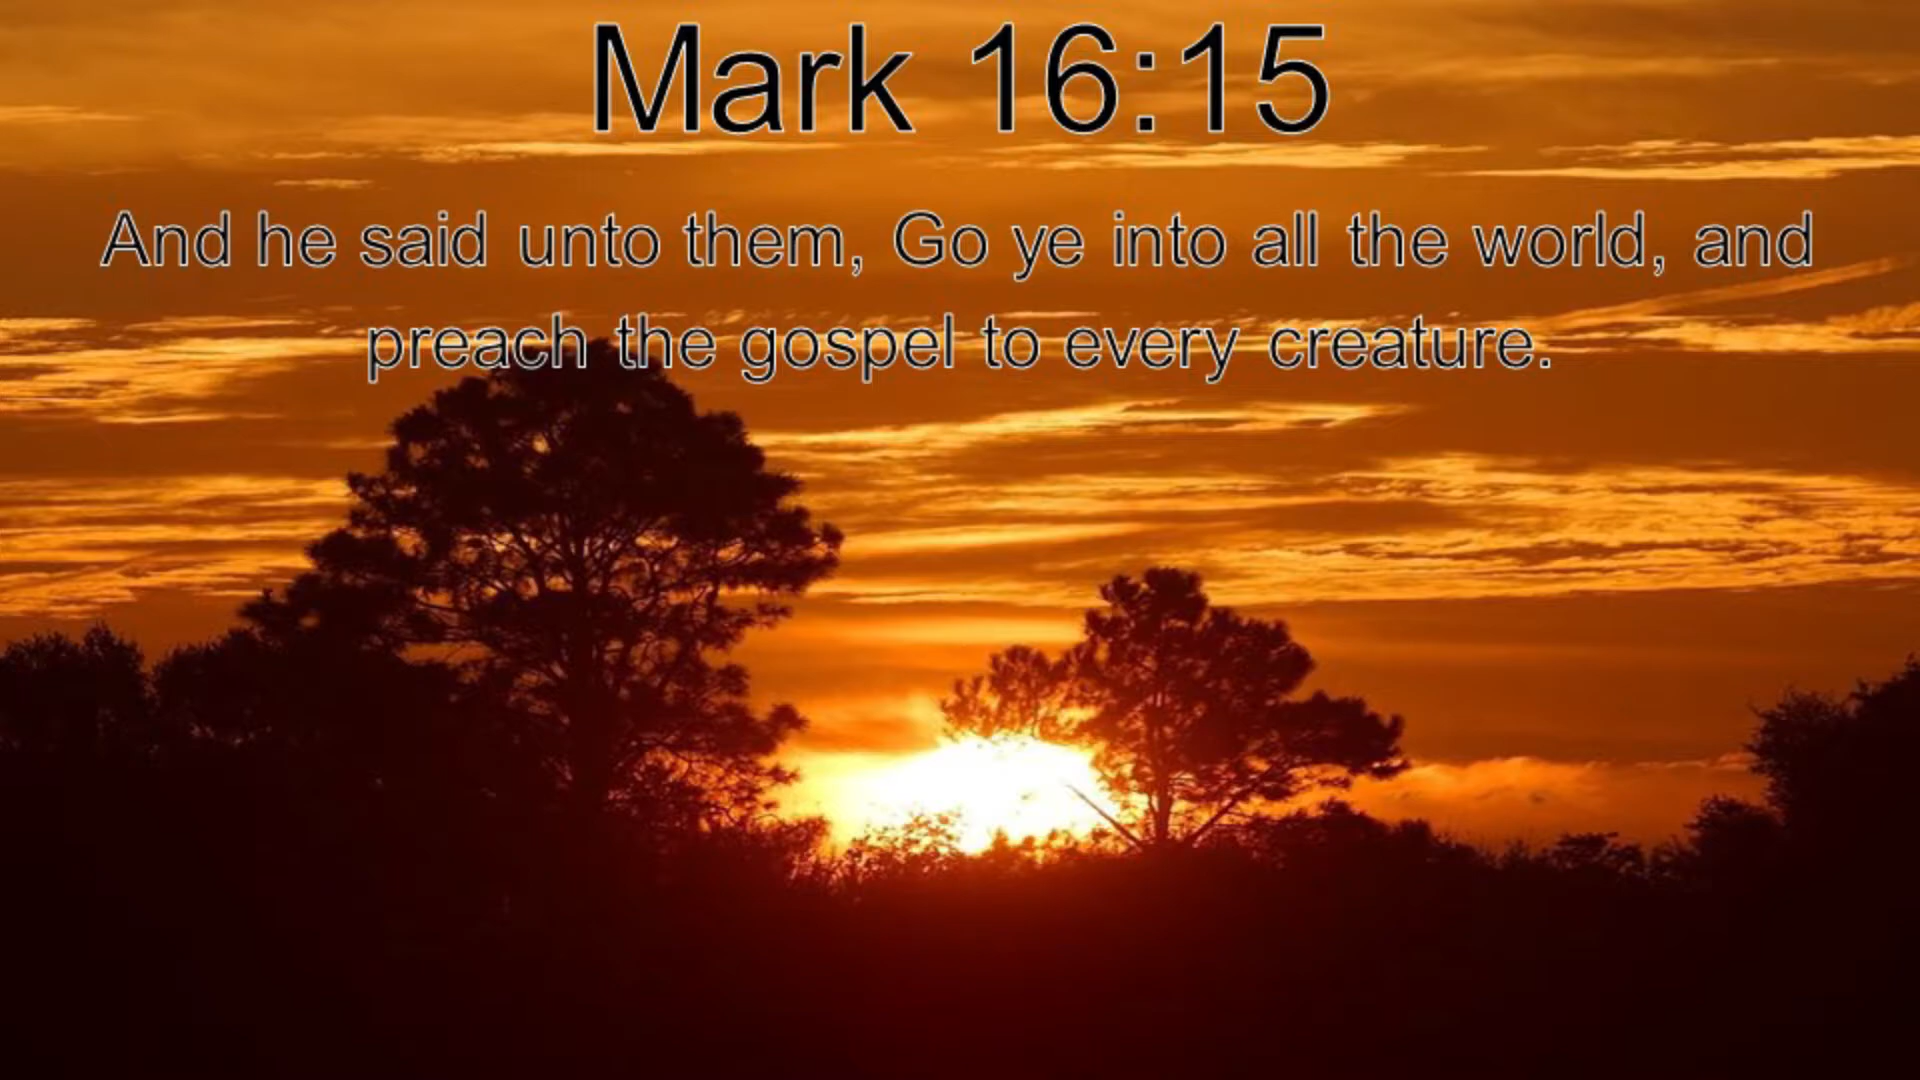 Mark 16:15
And he said unto them, Go ye into all the world, and
preach the gospel to every creature.